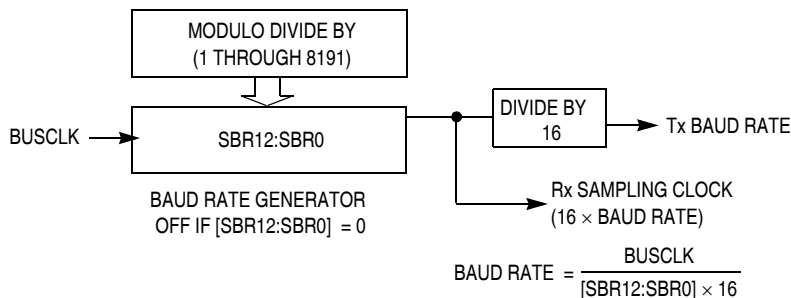 MODULO DIVIDE BY
(1 THROUGH 8191)
BUSCLK
SBR12:SBR0
DIVIDE BY
16
Tx BAUD RATE
BAUD RATE GENERATOR
OFF IF [SBR12:SBR0] = 0
Rx SAMPLING CLOCK
(16 × BAUD RATE)
BAUD RATE =
BUSCLK
[SBR12:SBR0] × 16